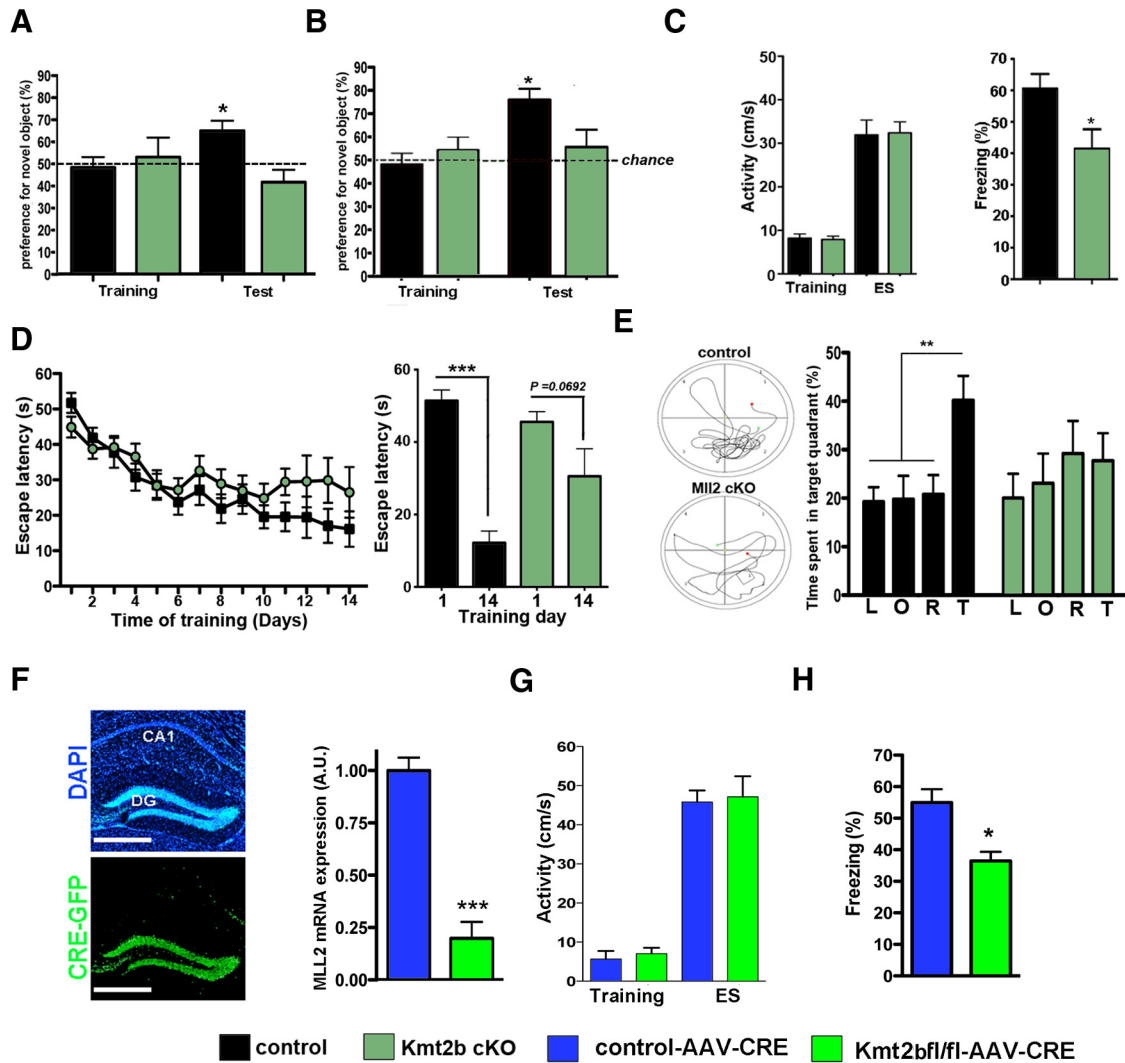 A
preference for novel object (%)
90
80
70
60
50
40
30
20
10
0
*
Training
Test
B
preference for novel object (%)
90
80
70
60
50
40
30
20
10
0
*
chance
Training
Test
C
Activity (cm/s)
50
40
30
20
10
0
Training
ES
Freezing (%)
70
60
50
40
30
20
10
0
*
D
Escape latency (s)
60
50
40
30
20
10
0
2
4
6
8
10
12
14
Time of training (Days)
Escape latency (s)
60
40
20
0
***
P =0.0692
1
14
1
14
Training day
E
control
Mll2 cKO
TIme spent in target quadrant (%)
50
40
30
20
10
0
**
L
O
R
T
L
O
R
T
F
DAPI
CA1
DG
CRE-GFP
MLL2 mRNA expression (A.U.)
1.00
0.75
0.50
0.25
0.00
***
G
Activity (cm/s)
60
50
40
30
20
10
0
Training
ES
H
Freezing (%)
70
60
50
40
30
20
10
0
*
control
Kmt2b cKO
control-AAV-CRE
Kmt2bfl/fl-AAV-CRE